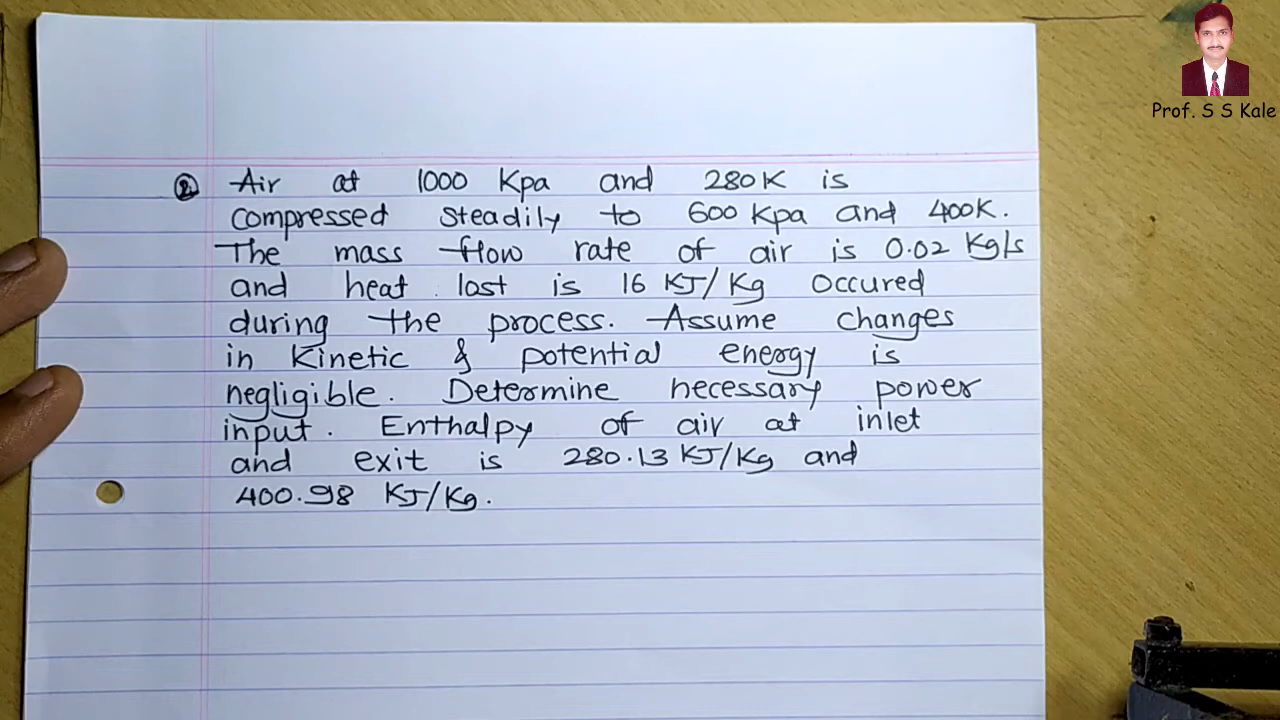 Prof. S S Kale
② Air at 1000 Kpa and 280K is
compressed steadily to 600 Kpa and 400K.
The mass flow rate of air is 0.02 Kg/s
and heat lost is 16 KJ/Kg occured
during the process. Assume changes
in Kinetic & potential energy is
negligible. Determine necessary power
input. Enthalpy of air at inlet
and exit is 280.13 KJ/Kg and
400.98 KJ/Kg.